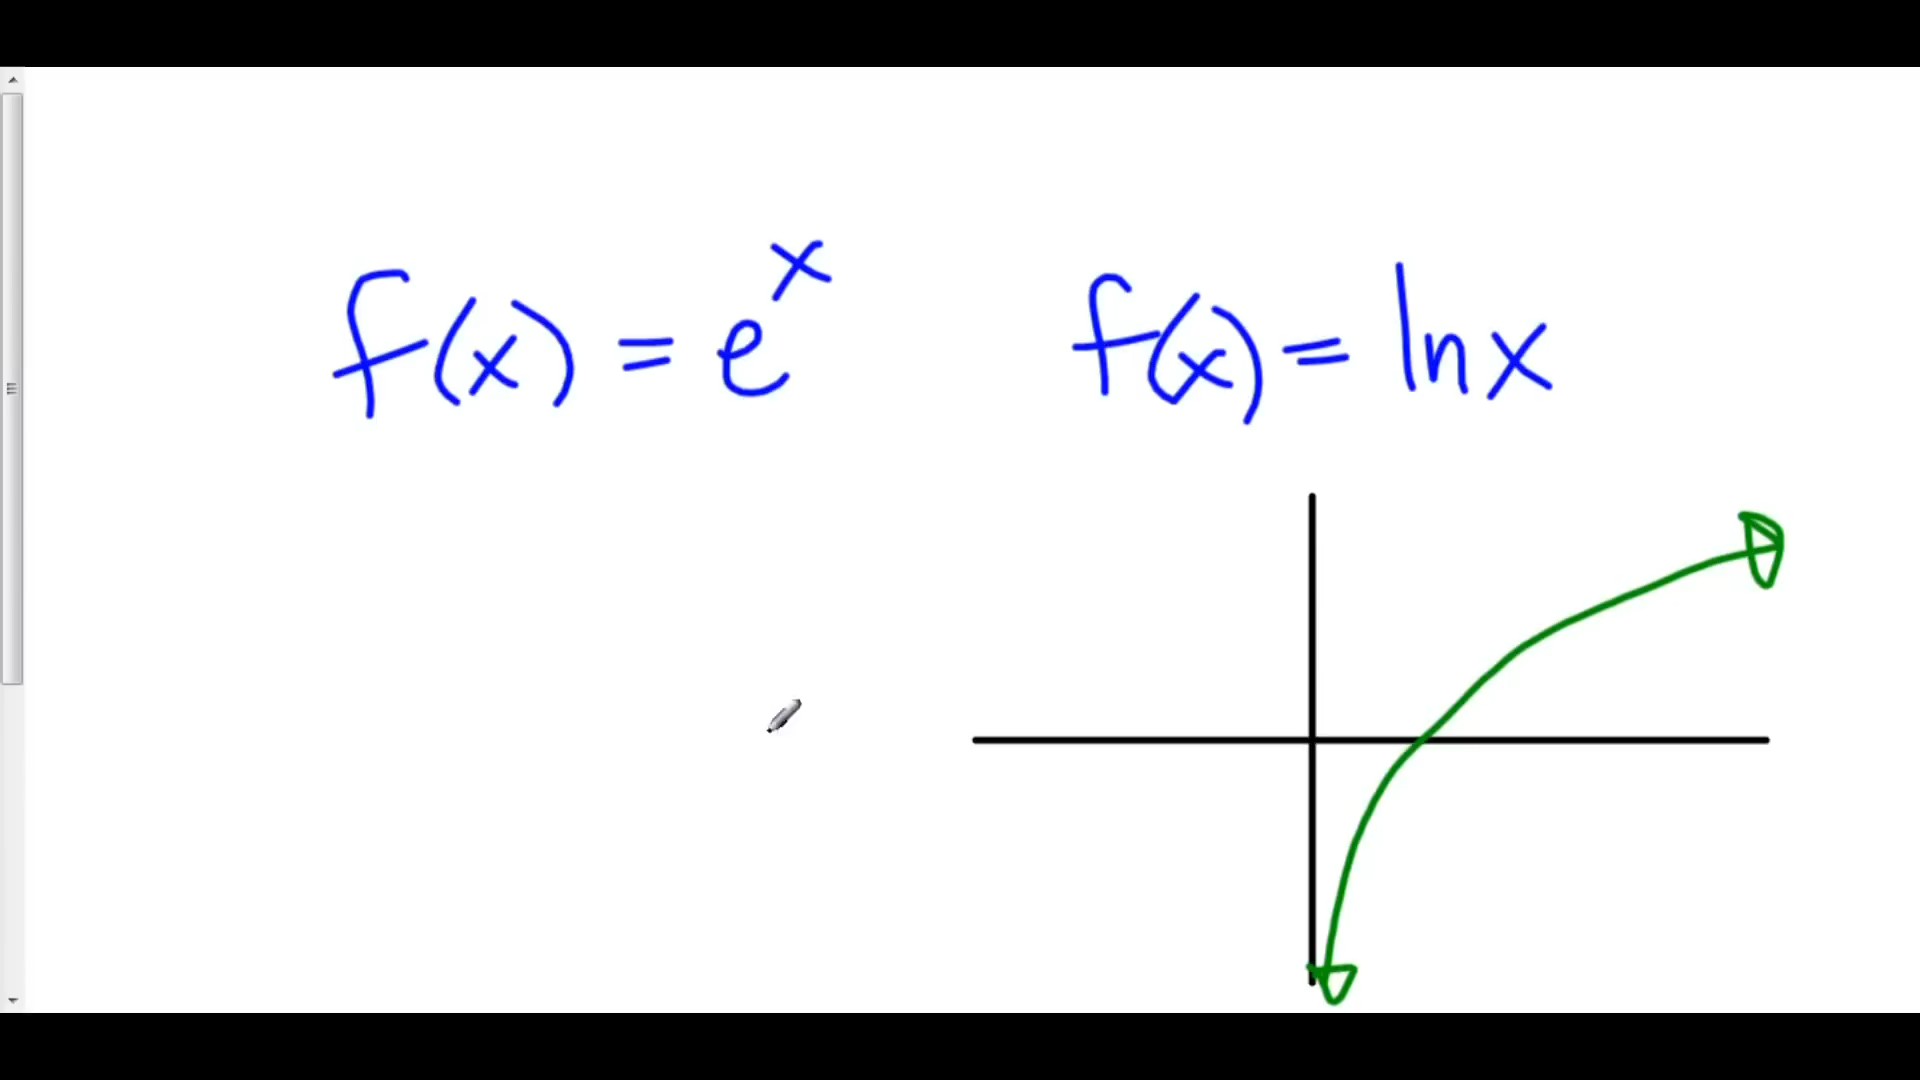 f(x) = e^x
f(x) = ln x